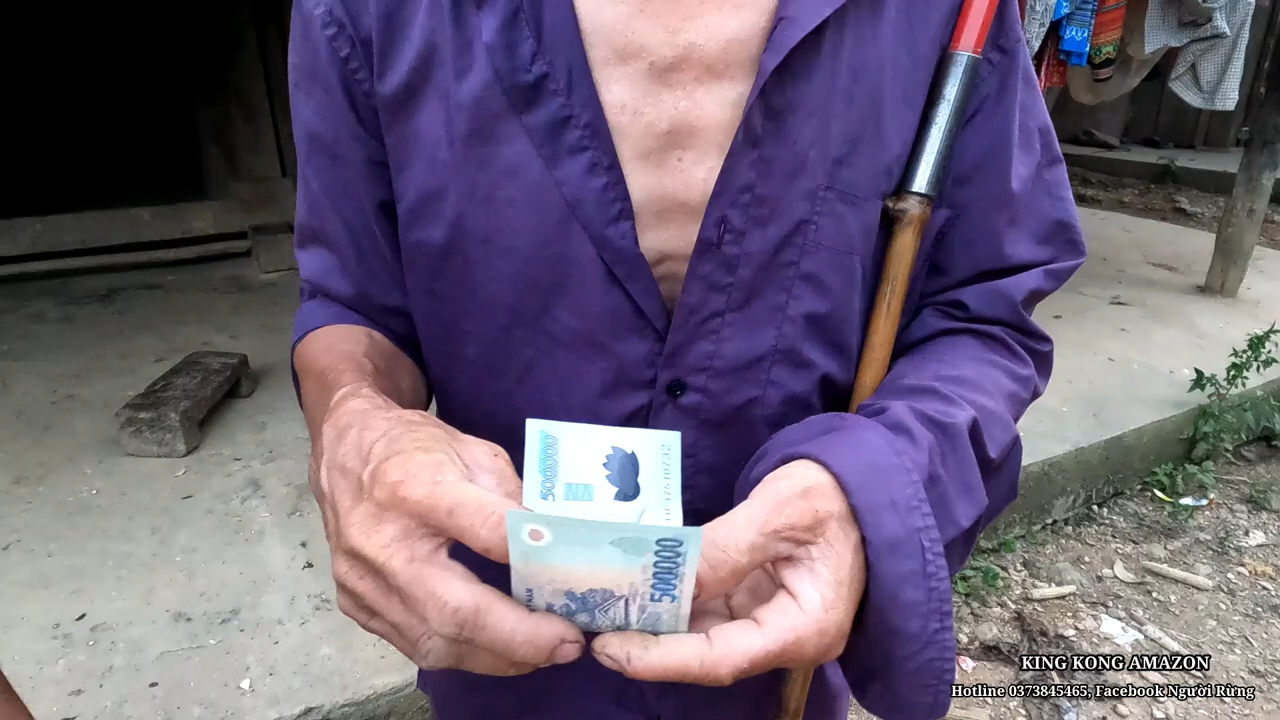 500000
500000
KING KONG AMAZON
Hotline 0373845465, Facebook Người Rừng